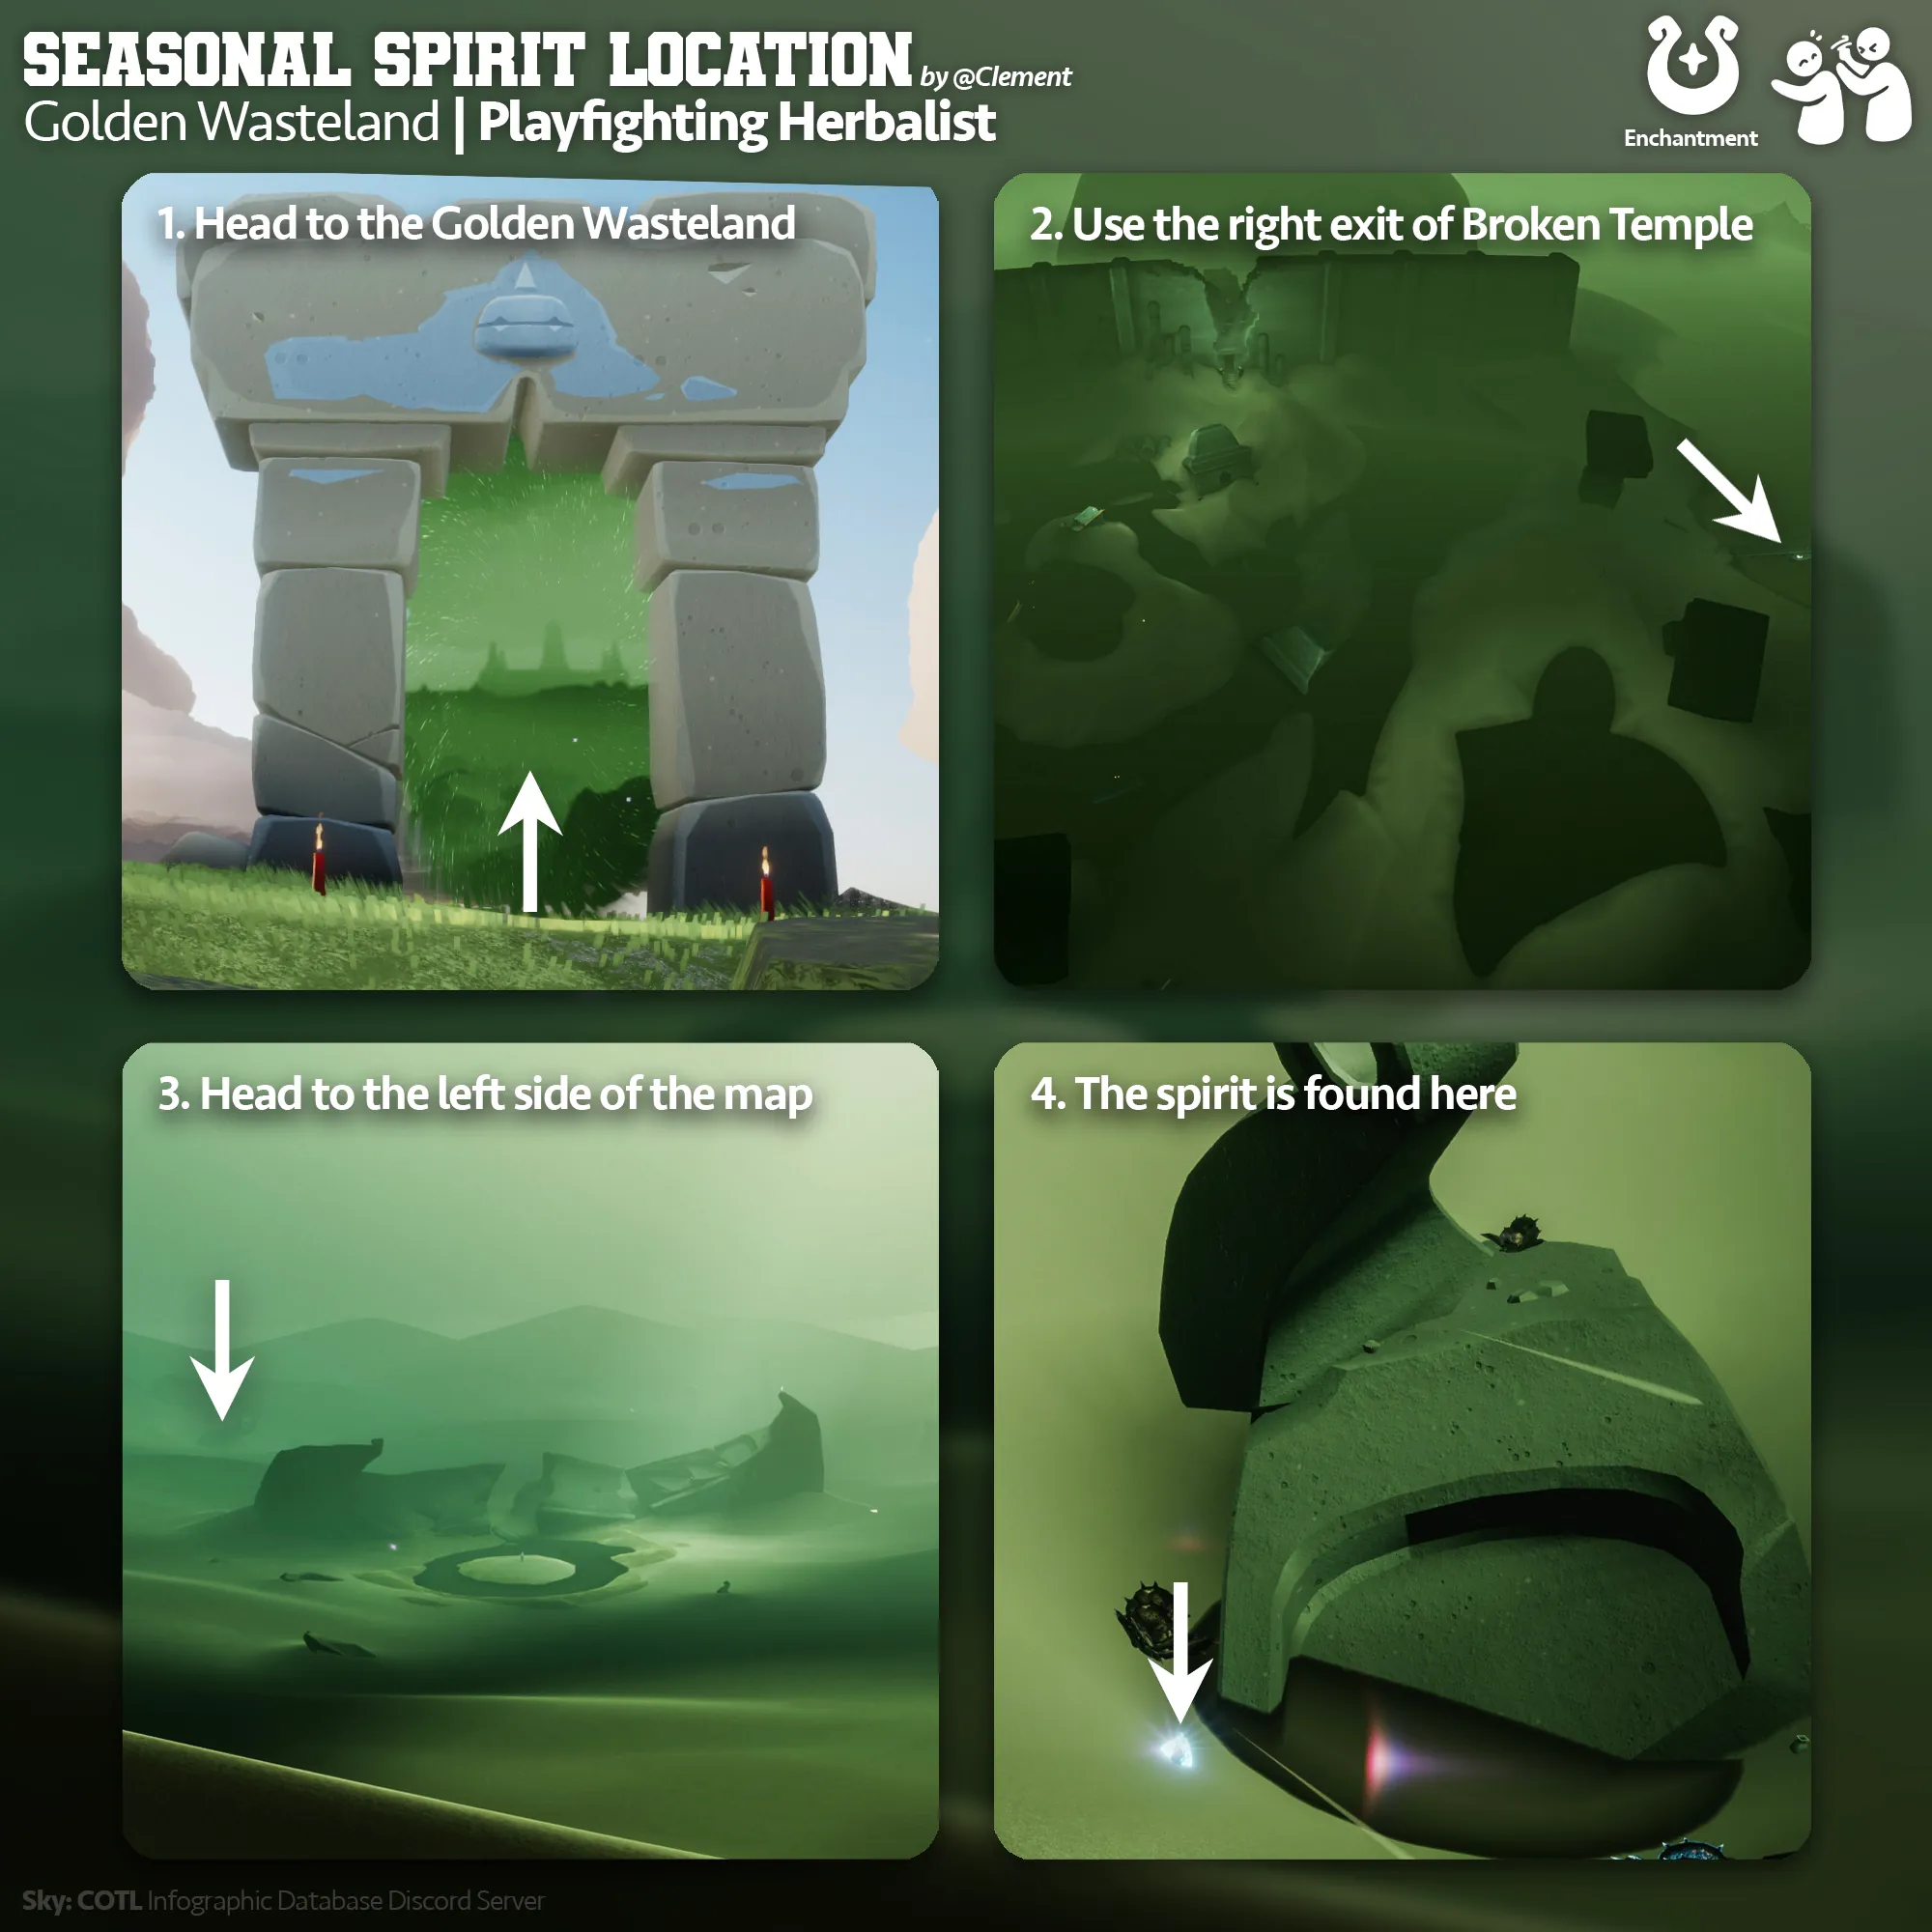 SEASONAL SPIRIT LOCATION by @Clement
Golden Wasteland | Playfighting Herbalist
Enchantment
1. Head to the Golden Wasteland
2. Use the right exit of Broken Temple
3. Head to the left side of the map
4. The spirit is found here
Sky: COTL Infographic Database Discord Server